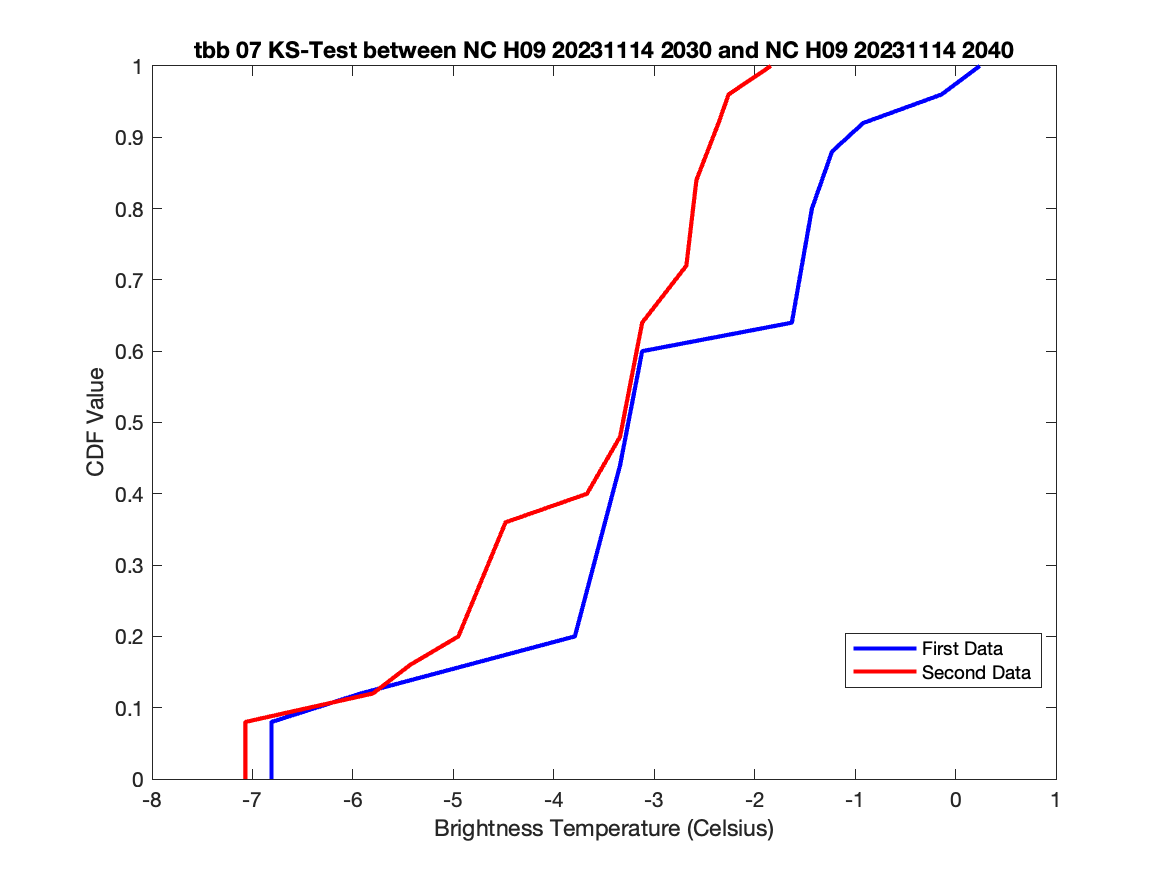 tbb 07 KS-Test between NC H09 20231114 2030 and NC H09 20231114 2040
1
0.9
0.8
0.7
0.6
0.5
0.4
0.3
0.2
0.1
0
CDF Value
-8 -7 -6 -5 -4 -3 -2 -1 0 1
Brightness Temperature (Celsius)
First Data
Second Data